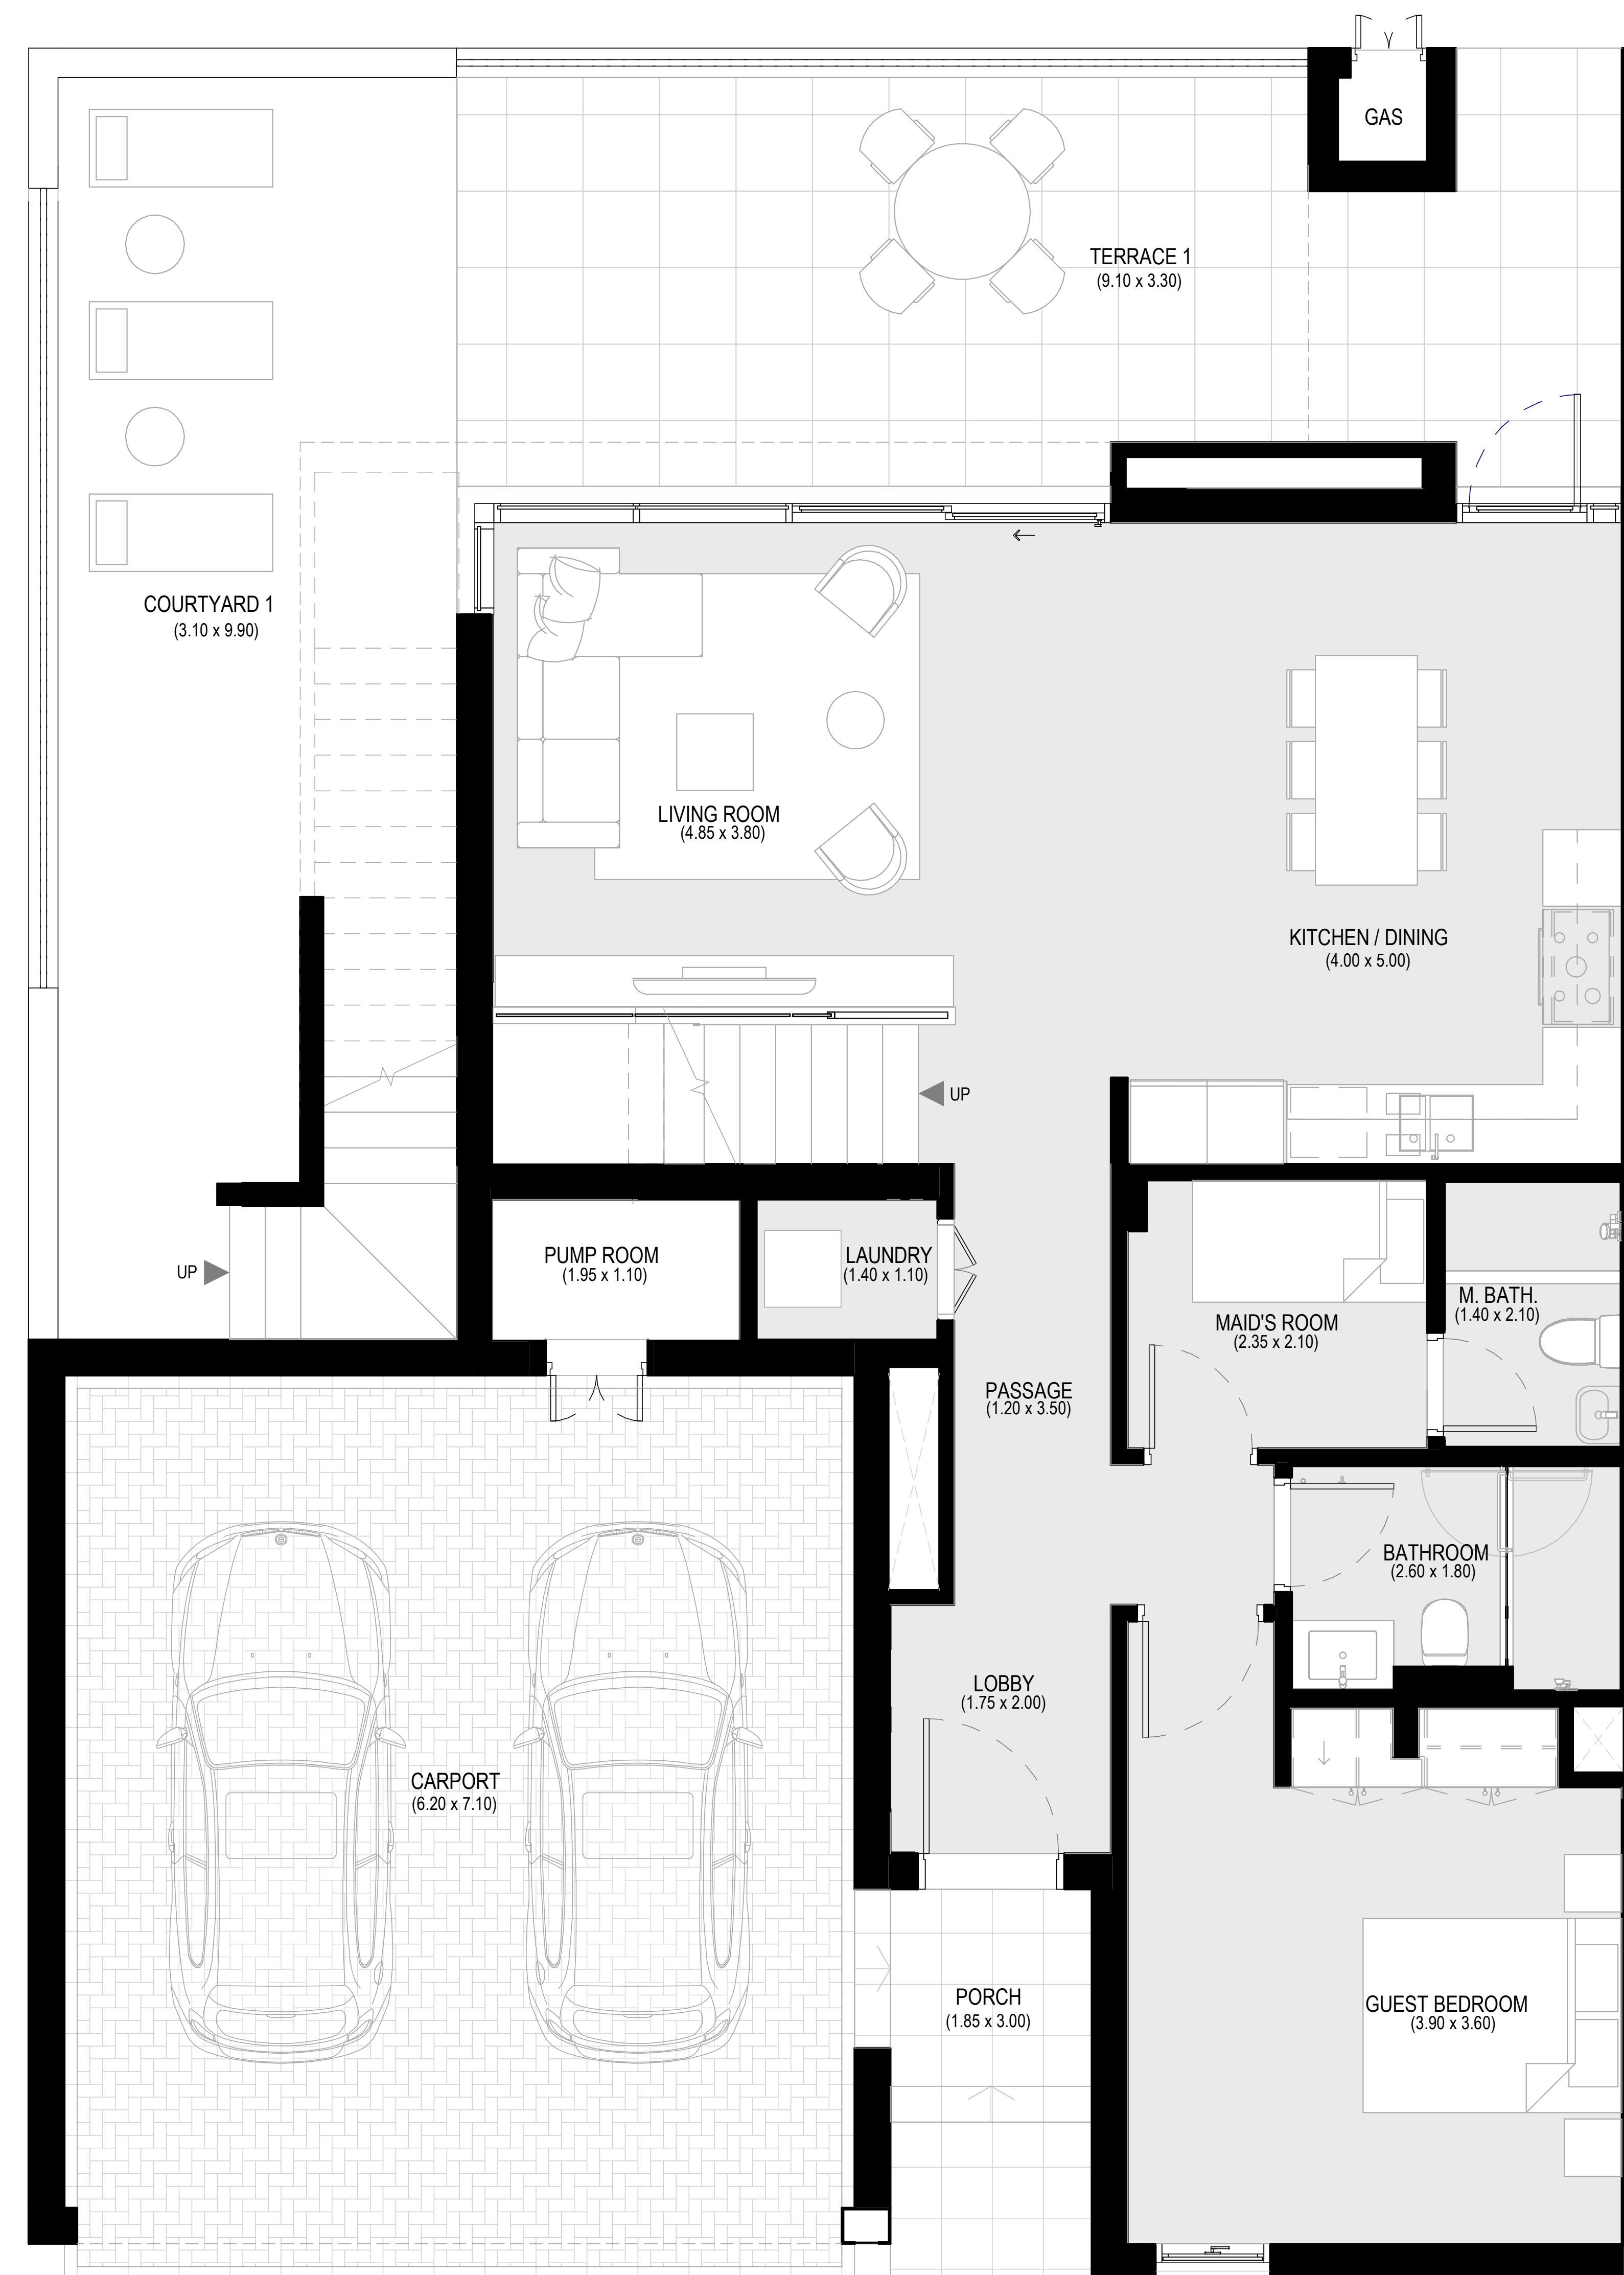 GAS
TERRACE 1
(9.10 x 3.30)
COURTYARD 1
(3.10 x 9.90)
LIVING ROOM
(4.85 x 3.80)
KITCHEN / DINING
(4.00 x 5.00)
UP
UP
PUMP ROOM
(1.95 x 1.10)
LAUNDRY
(1.40 x 1.10)
MAID'S ROOM
(2.35 x 2.10)
M. BATH.
(1.40 x 2.10)
PASSAGE
(1.20 x 3.50)
BATHROOM
(2.60 x 1.80)
LOBBY
(1.75 x 2.00)
CARPORT
(6.20 x 7.10)
PORCH
(1.85 x 3.00)
GUEST BEDROOM
(3.90 x 3.60)